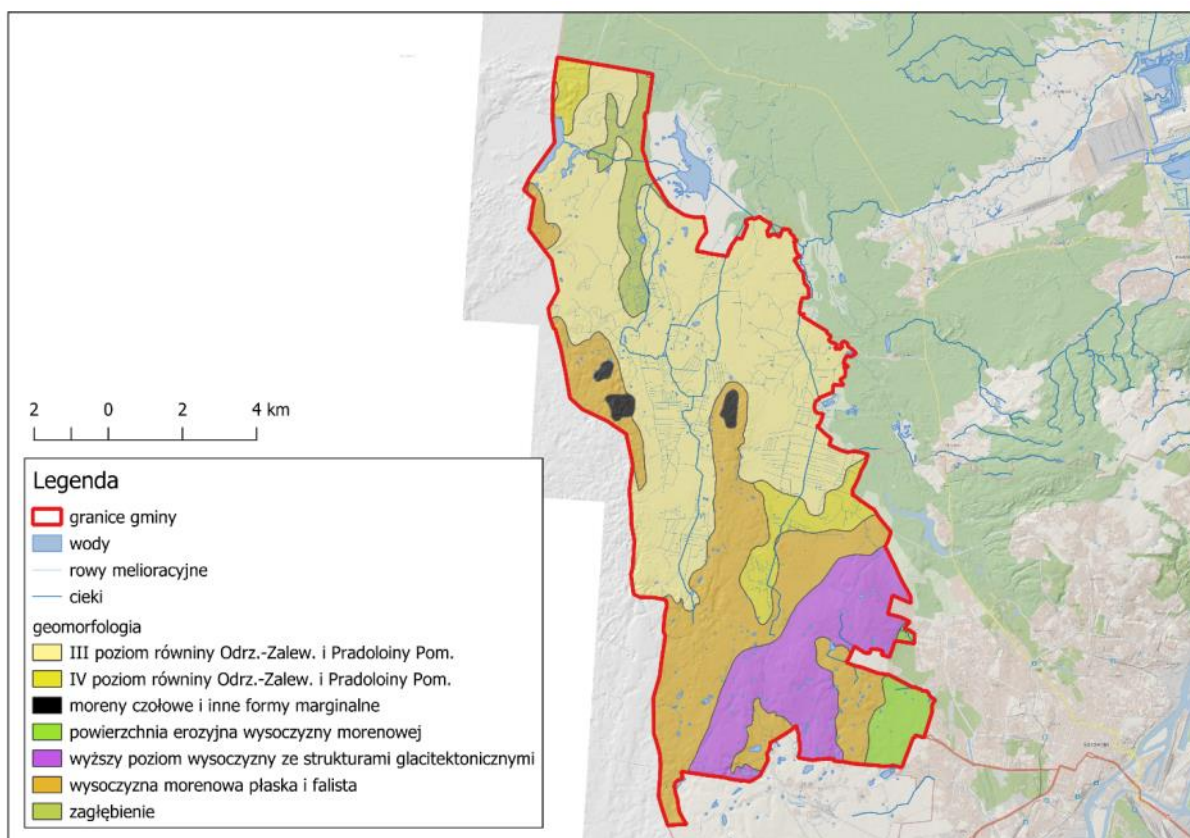 2 0 2 4 km
Legenda
granice gminy
wody
rowy melioracyjne
cieki
geomorfologia
III poziom równiny Odrz.-Zalew. i Pradoloiny Pom.
IV poziom równiny Odrz.-Zalew. i Pradoloiny Pom.
moreny czołowe i inne formy marginalne
powierzchnia erozyjna wysoczyzny morenowej
wyższy poziom wysoczyzny ze strukturami glacitektonicznymi
wysoczyzna morenowa płaska i falista
zagłębienie